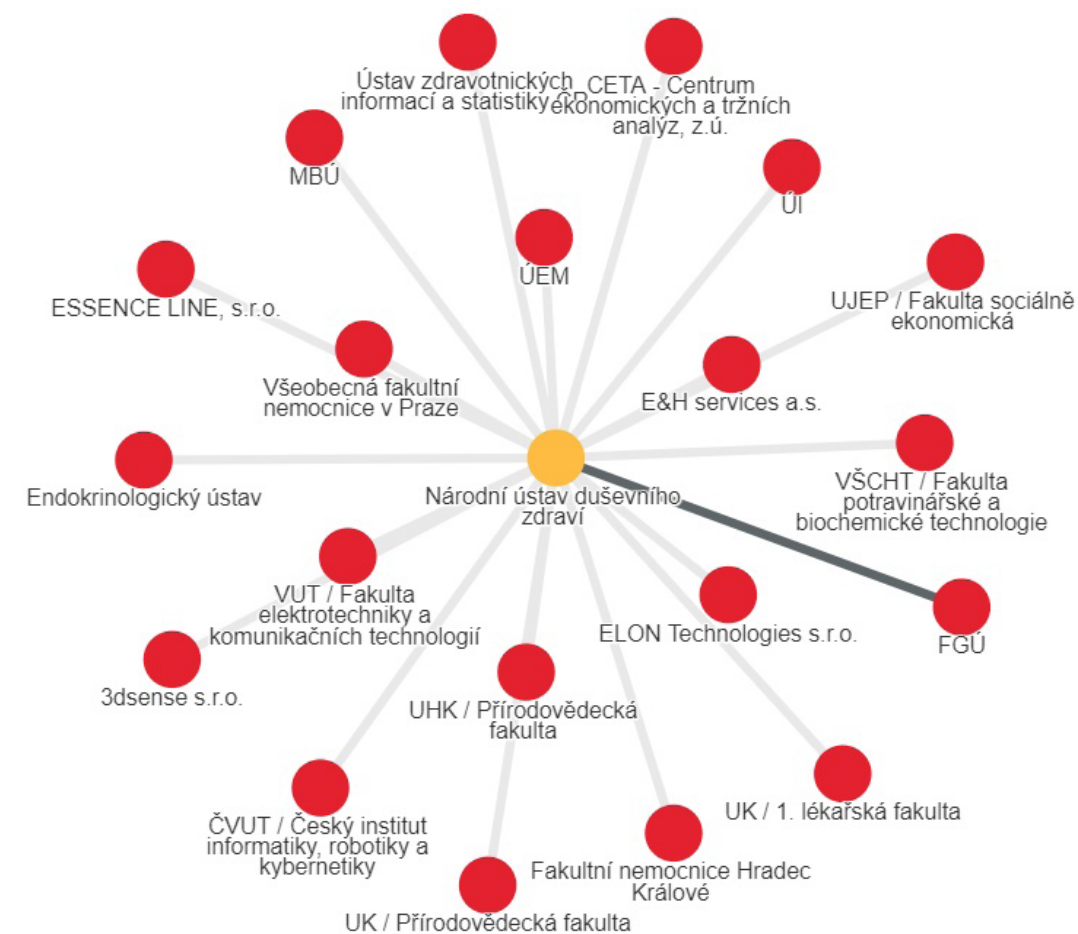 Ústav zdravotnických
informací a statistiky ČR
CETA - Centrum
ekonomických a tržních
analýz, z.ú.
MBÚ
ÚI
ÚEM
ESSENCE LINE, s.r.o.
UJEP / Fakulta sociálně
ekonomická
Všeobecná fakultní
nemocnice v Praze
E&H services a.s.
Endokrinologický ústav
Národní ústav duševního
zdraví
VŠCHT / Fakulta
potravinářské a
biochemické technologie
VUT / Fakulta
elektrotechniky a
komunikačních technologií
ELON Technologies s.r.o.
FGÚ
3dsense s.r.o.
UHK / Přírodovědecká
fakulta
ČVUT / Český institut
informatiky, robotiky a
kybernetiky
UK / 1. lékařská fakulta
Fakultní nemocnice Hradec
Králové
UK / Přírodovědecká fakulta